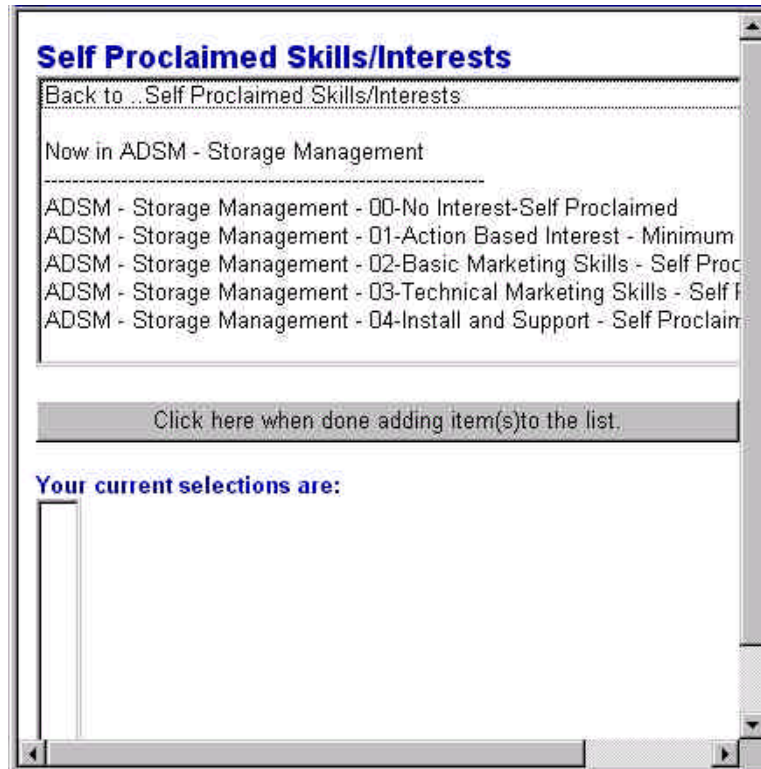 Self Proclaimed Skills/Interests
Back to ..Self Proclaimed Skills/Interests
Now in ADSM - Storage Management
------------------------------------------------------
ADSM - Storage Management - 00-No Interest-Self Proclaimed
ADSM - Storage Management - 01-Action Based Interest - Minimum
ADSM - Storage Management - 02-Basic Marketing Skills - Self Proc
ADSM - Storage Management - 03-Technical Marketing Skills - Self
ADSM - Storage Management - 04-Install and Support - Self Proclaim
Click here when done adding item(s)to the list.
Your current selections are: